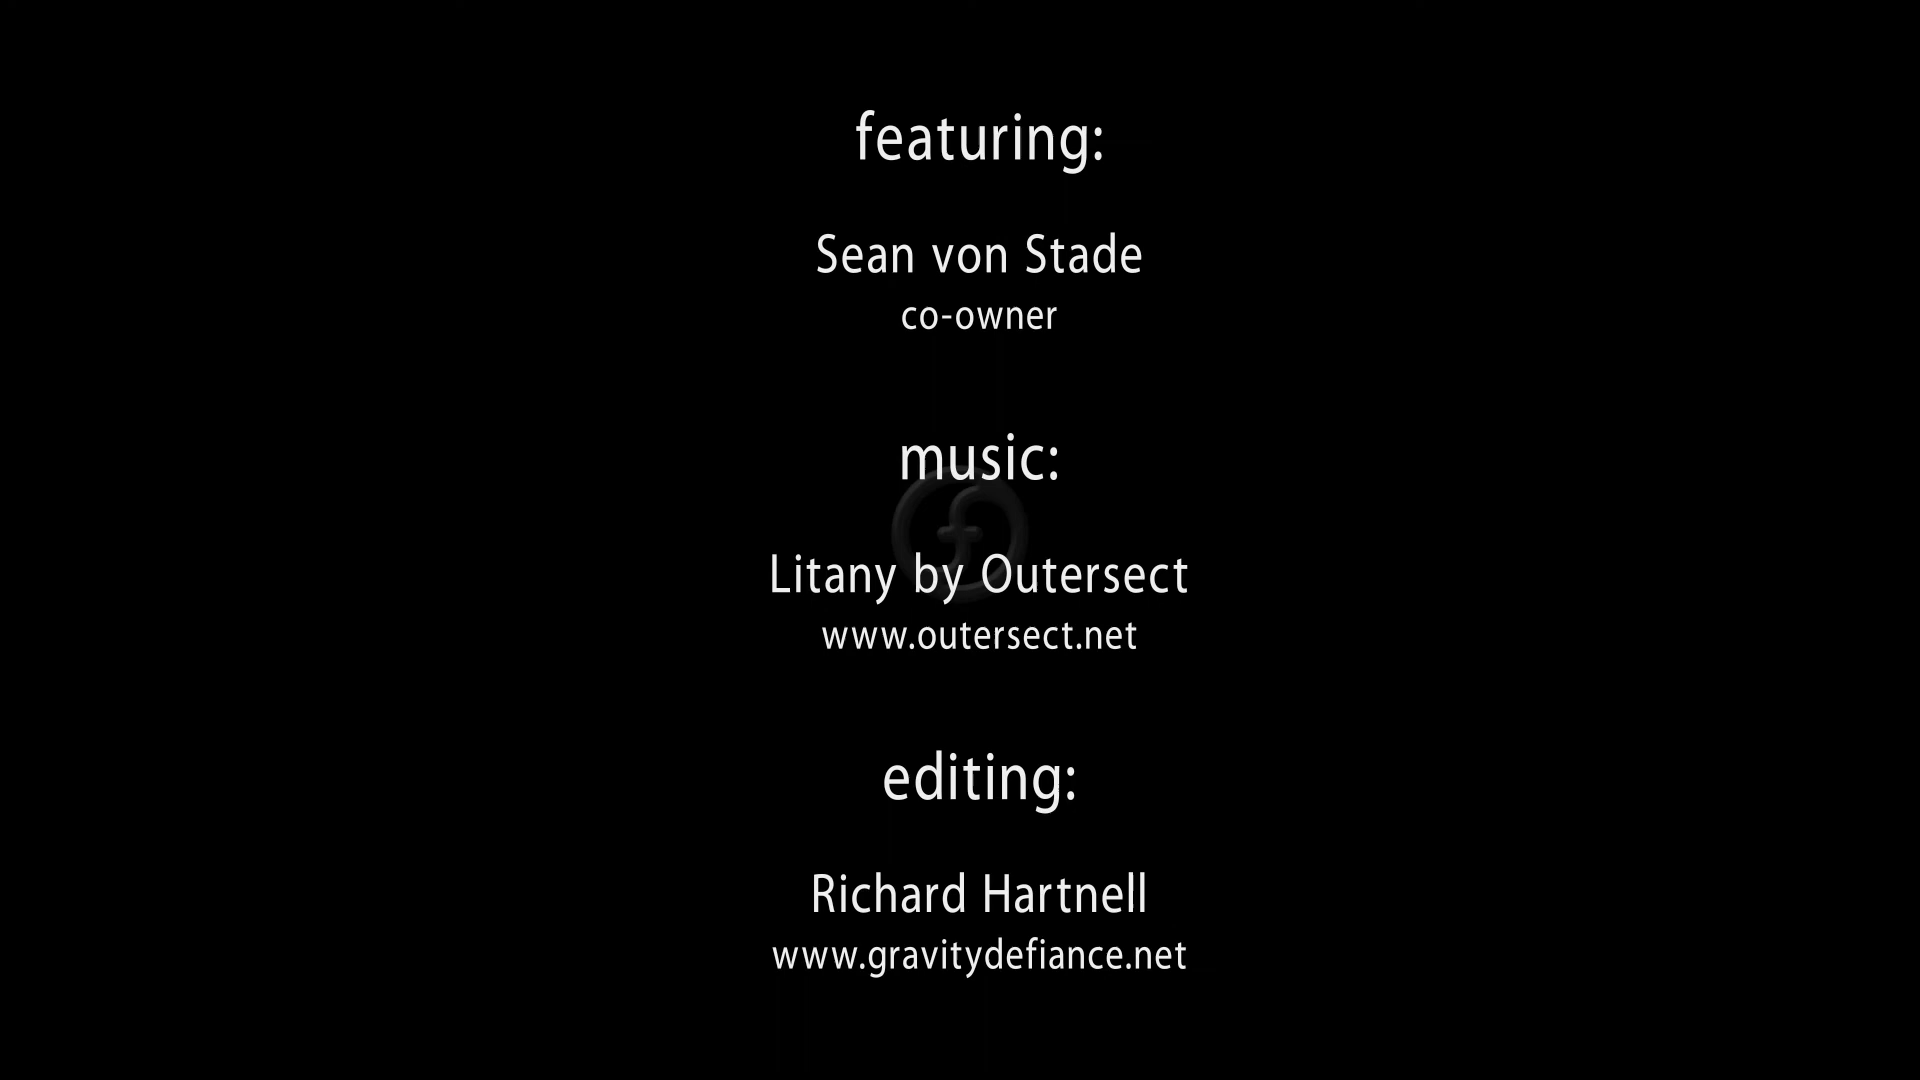 featuring:
Sean von Stade
co-owner
music:
Litany by Outersect
www.outersect.net
editing:
Richard Hartnell
www.gravitydefiance.net